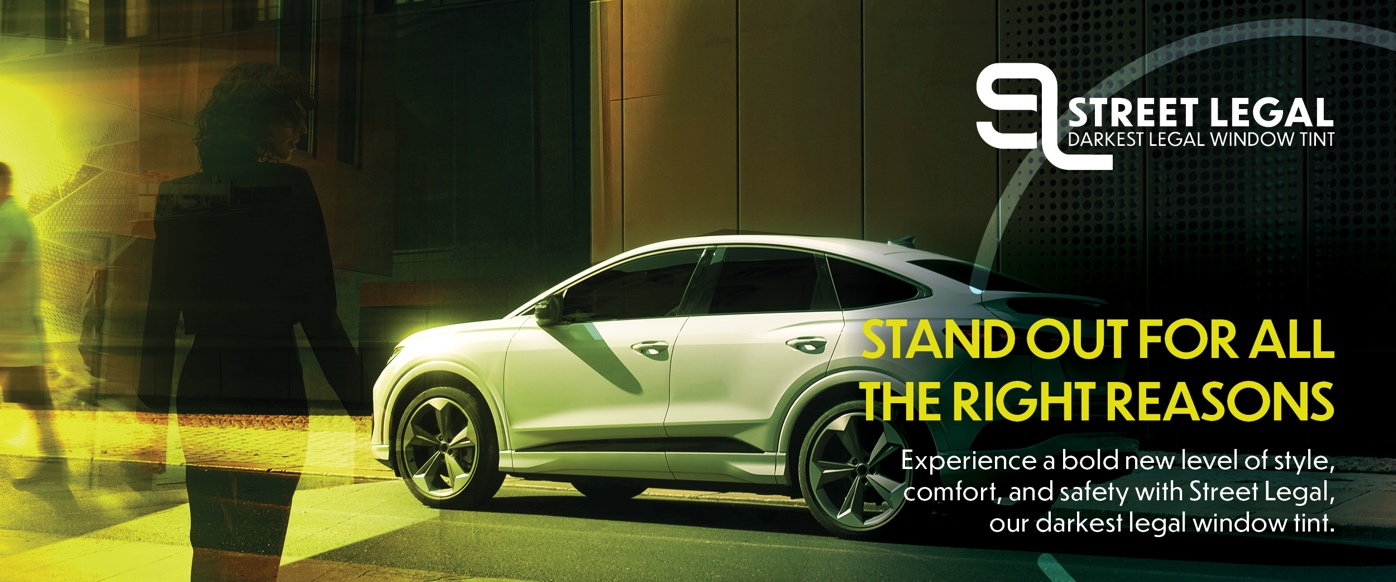 SL STREET LEGAL
DARKEST LEGAL WINDOW TINT
STAND OUT FOR ALL
THE RIGHT REASONS
Experience a bold new level of style,
comfort, and safety with Street Legal,
our darkest legal window tint.